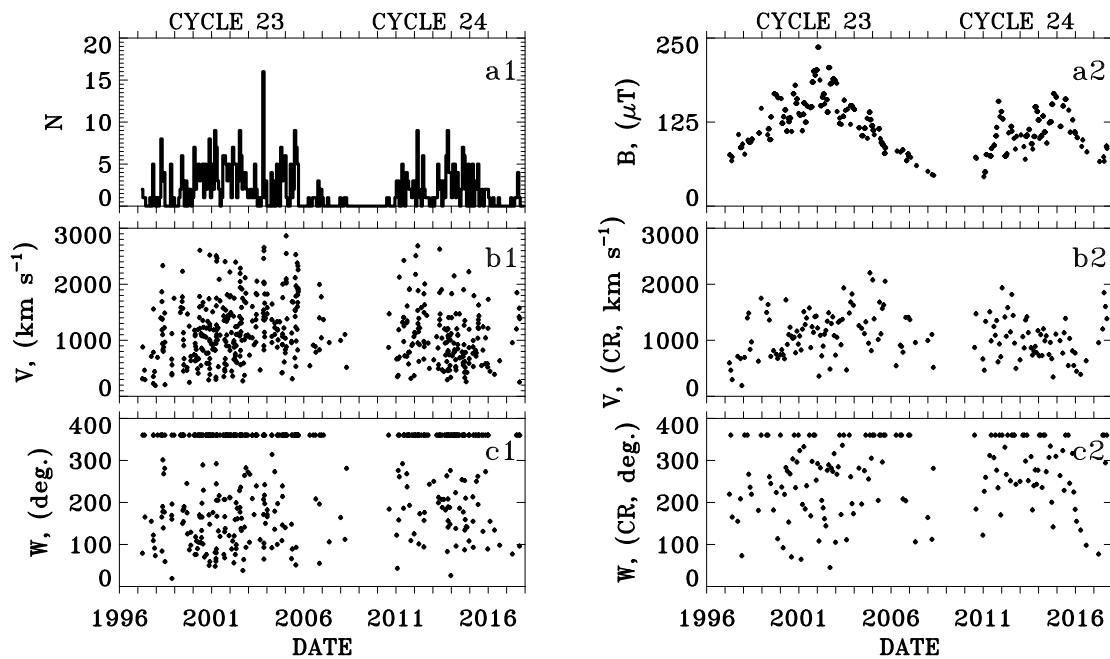 CYCLE 23 CYCLE 24
20
15
10
5
0
N
a1
3000
2000
1000
0
V, (km s⁻¹)
b1
400
300
200
100
0
W, (deg.)
c1
1996 2001 2006 2011 2016
DATE
CYCLE 23 CYCLE 24
250
125
0
B, (μT)
a2
3000
2000
1000
0
V, (CR, km s⁻¹)
b2
400
300
200
100
0
W, (CR, deg.)
c2
1996 2001 2006 2011 2016
DATE